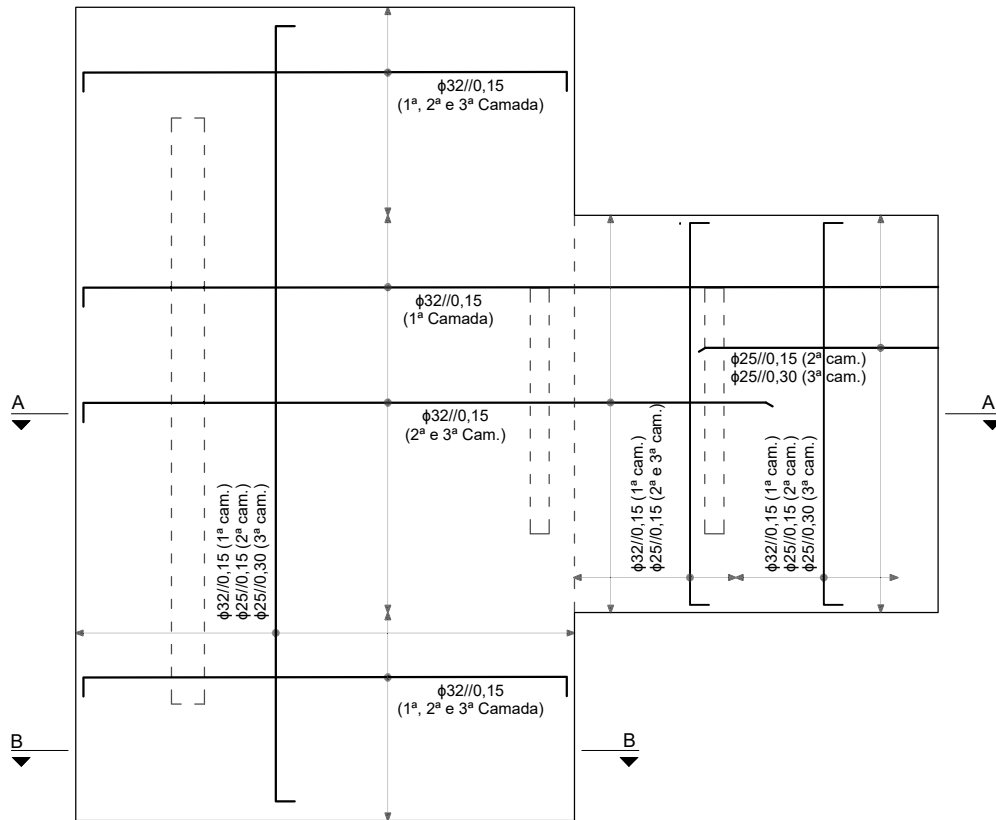 ϕ32//0,15
(1ª, 2ª e 3ª Camada)
ϕ32//0,15
(1ª Camada)
ϕ25//0,15 (2ª cam.)
ϕ25//0,30 (3ª cam.)
A
A
ϕ32//0,15
(2ª e 3ª Cam.)
ϕ32//0,15 (1ª cam.)
ϕ25//0,15 (2ª cam.)
ϕ25//0,30 (3ª cam.)
ϕ32//0,15 (1ª cam.)
ϕ25//0,15 (2ª e 3ª cam.)
ϕ32//0,15 (1ª cam.)
ϕ25//0,15 (2ª cam.)
ϕ25//0,30 (3ª cam.)
ϕ32//0,15
(1ª, 2ª e 3ª Camada)
B
B